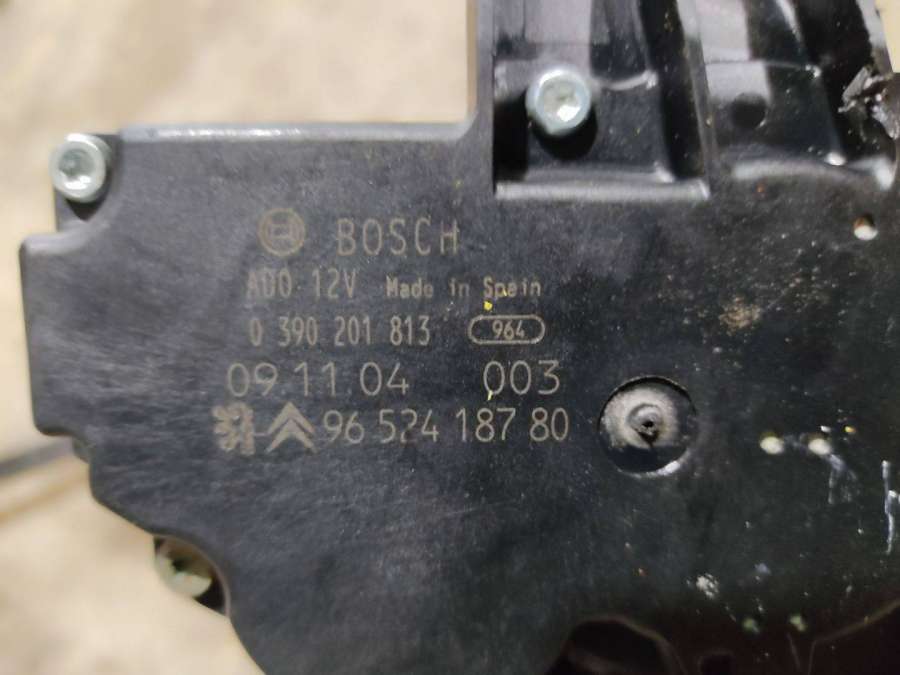 BOSCH
ADO 12V Made in Spain
0 390 201 813 964
09.11.04 003
96 524 187 80